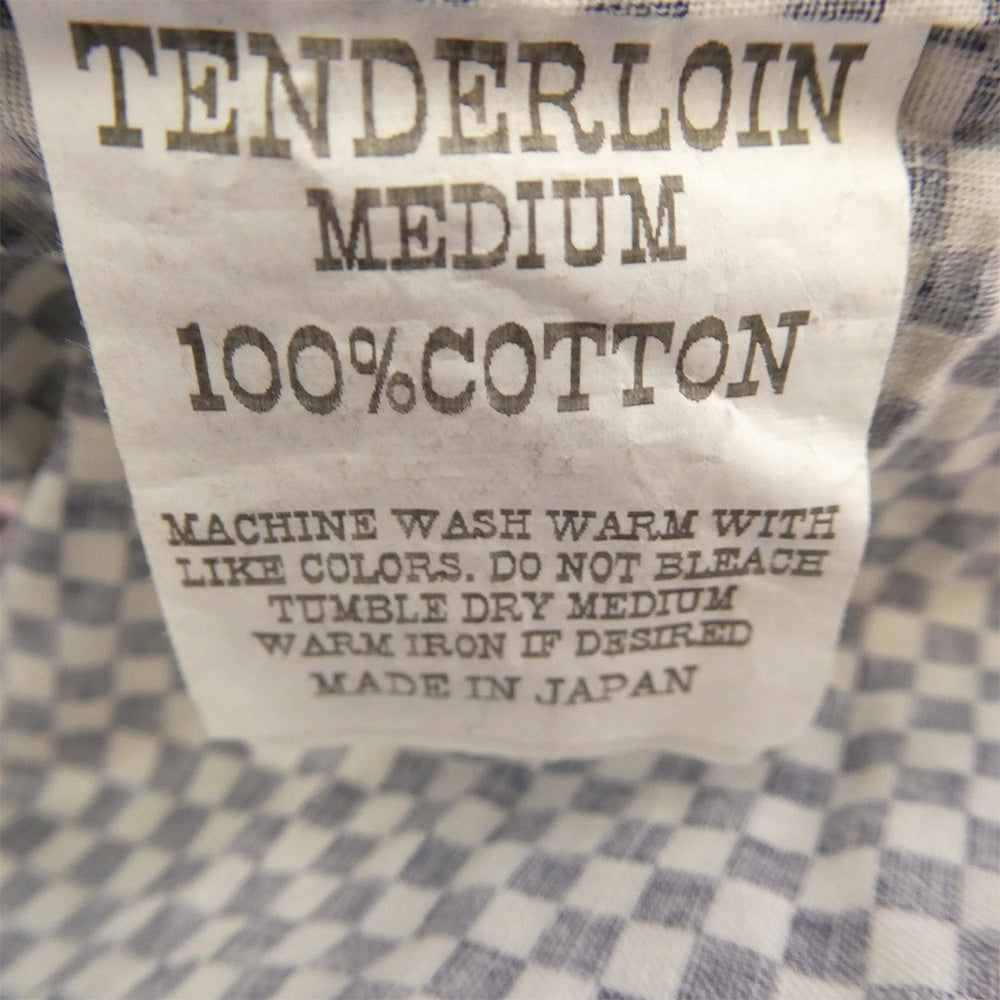 TENDERLOIN
MEDIUM
100%COTTON
MACHINE WASH WARM WITH
LIKE COLORS. DO NOT BLEACH
TUMBLE DRY MEDIUM
WARM IRON IF DESIRED
MADE IN JAPAN